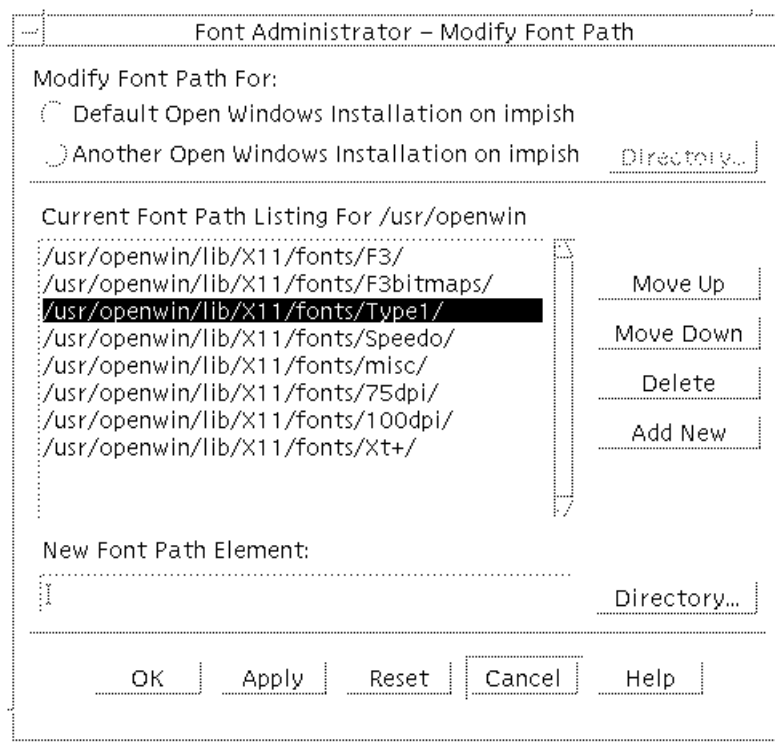 Font Administrator – Modify Font Path
Modify Font Path For:
Default Open Windows Installation on impish
Another Open Windows Installation on impish
Directory...
Current Font Path Listing For /usr/openwin
/usr/openwin/lib/X11/fonts/F3/
/usr/openwin/lib/X11/fonts/F3bitmaps/
/usr/openwin/lib/X11/fonts/Type1/
/usr/openwin/lib/X11/fonts/Speedo/
/usr/openwin/lib/X11/fonts/misc/
/usr/openwin/lib/X11/fonts/75dpi/
/usr/openwin/lib/X11/fonts/100dpi/
/usr/openwin/lib/X11/fonts/Xt+/
Move Up
Move Down
Delete
Add New
New Font Path Element:
Directory...
OK
Apply
Reset
Cancel
Help